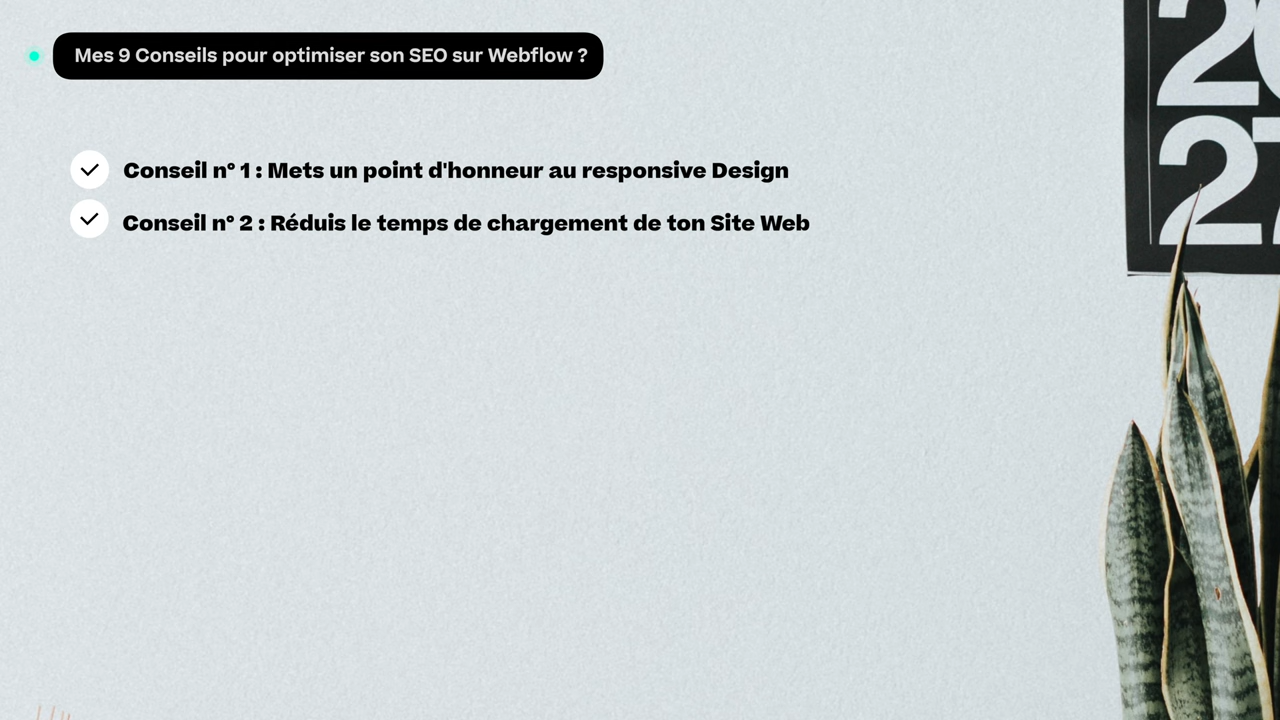 Mes 9 Conseils pour optimiser son SEO sur Webflow ?
Conseil n° 1 : Mets un point d'honneur au responsive Design
Conseil n° 2 : Réduis le temps de chargement de ton Site Web